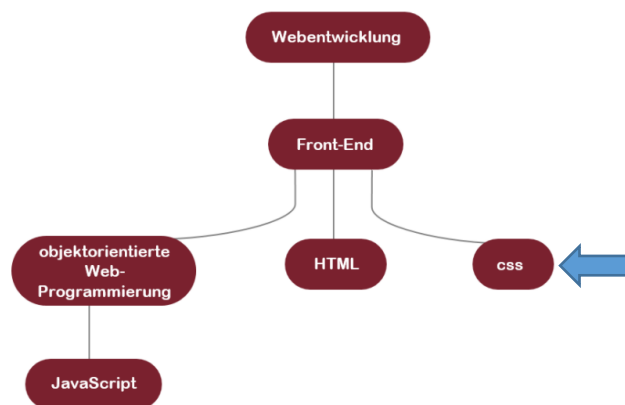 Webentwicklung
Front-End
objektorientierte
Web-
Programmierung
HTML
css
JavaScript